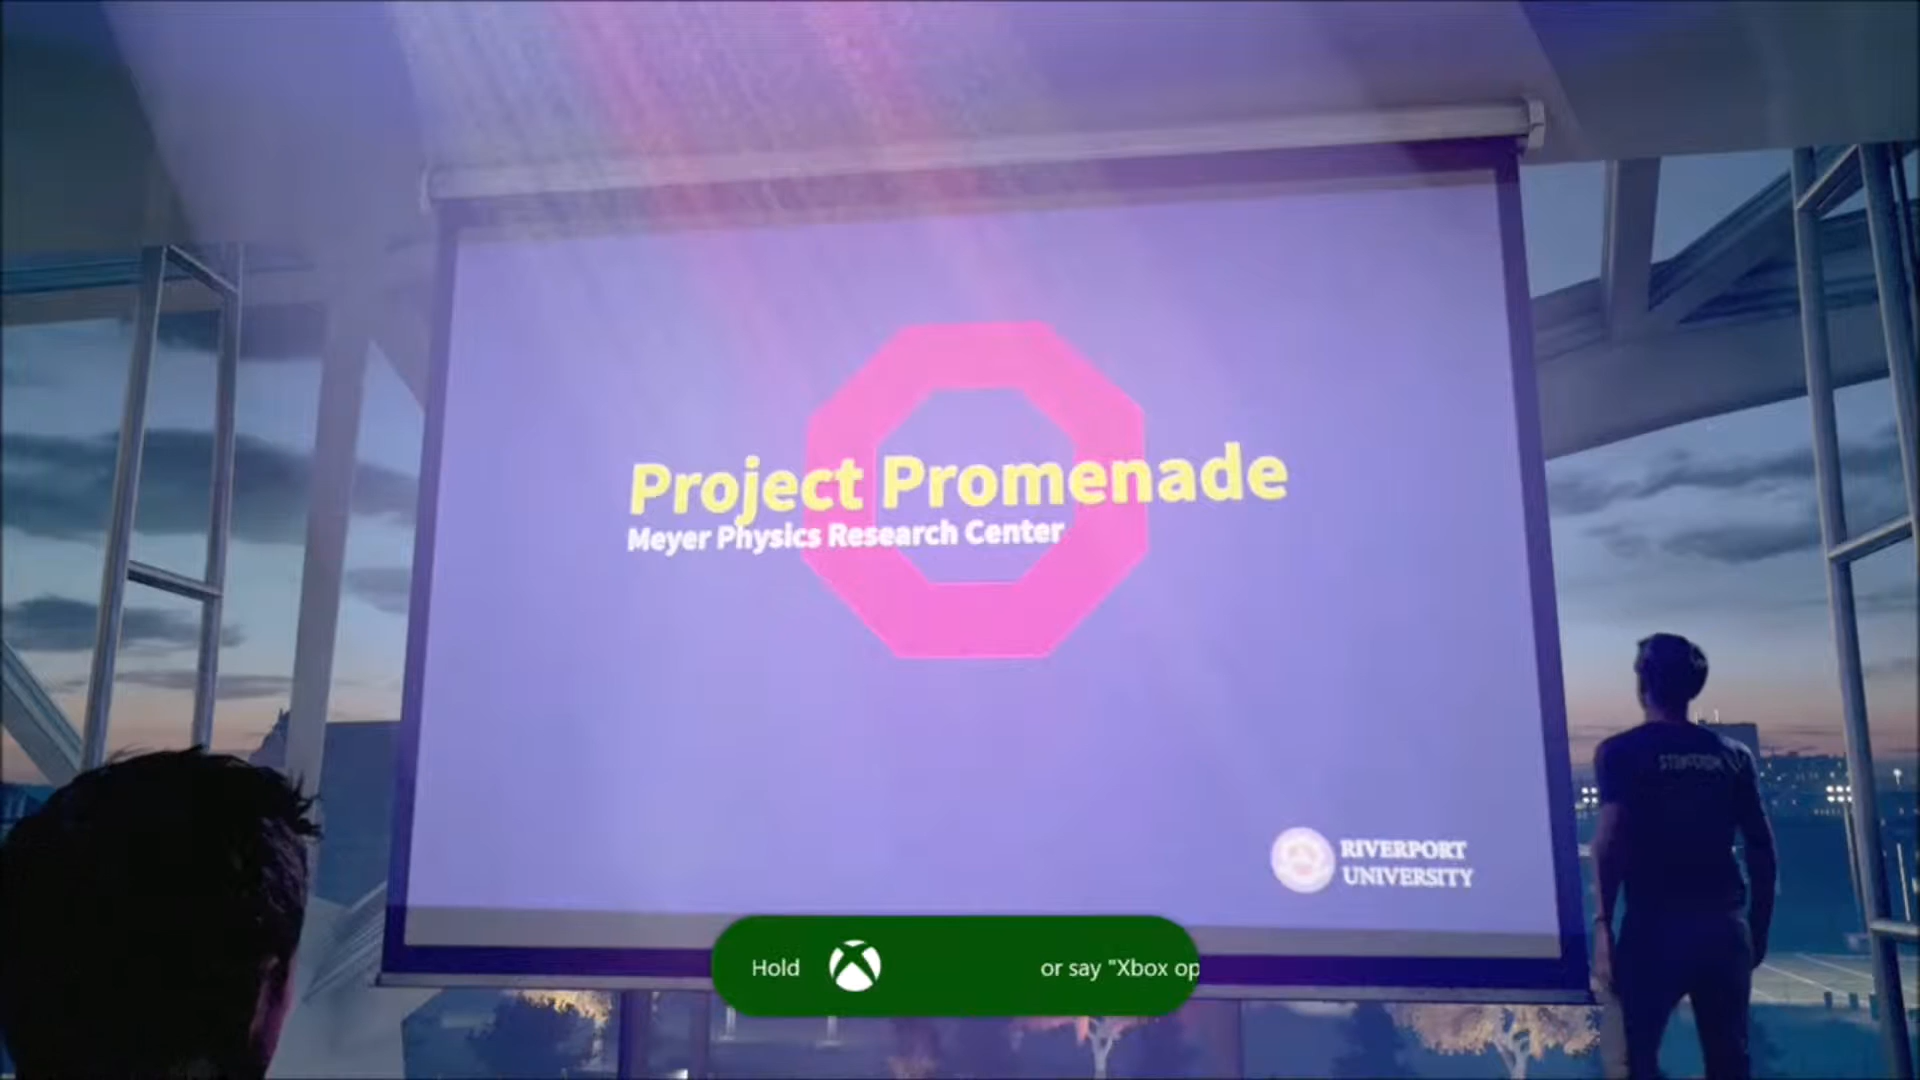 Project Promenade
Meyer Physics Research Center
RIVERPORT
UNIVERSITY
Hold or say "Xbox op